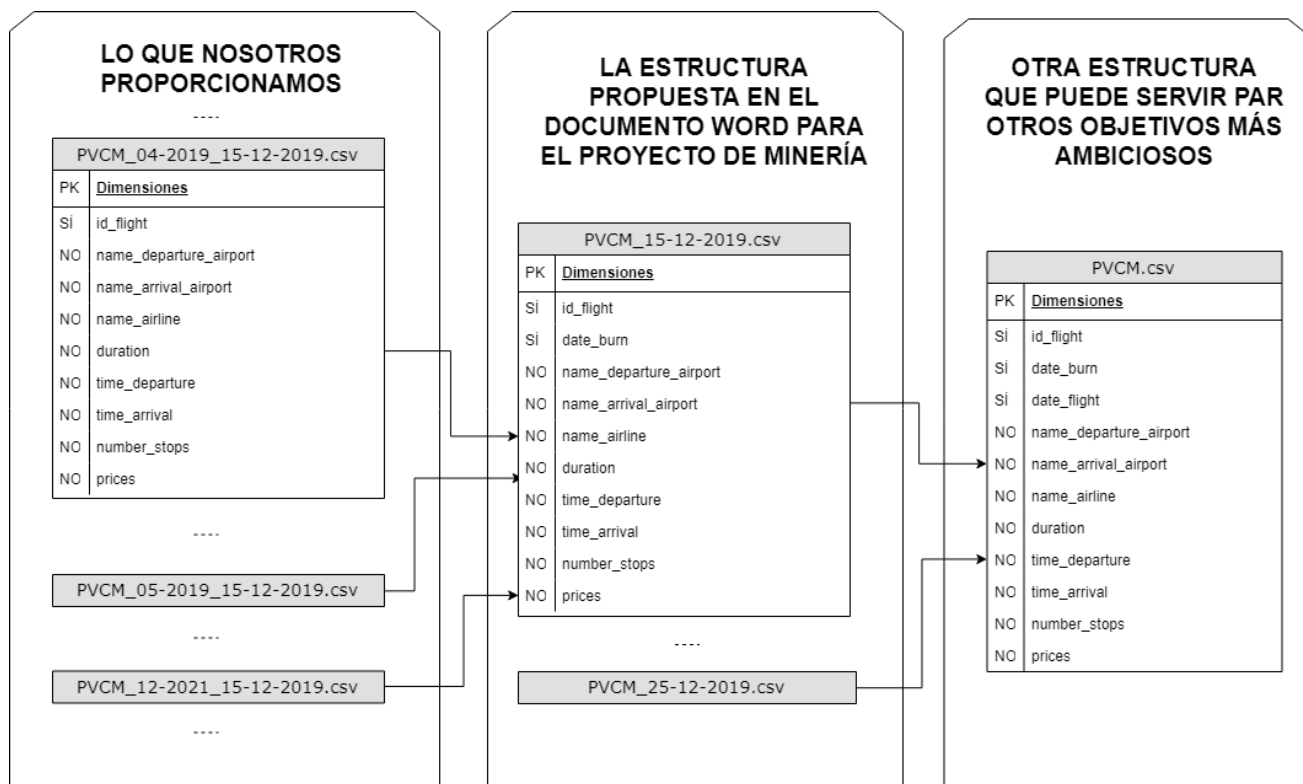 LO QUE NOSOTROS
PROPORCIONAMOS
----
PVCM_04-2019_15-12-2019.csv
PK Dimensiones
SÍ id_flight
NO name_departure_airport
NO name_arrival_airport
NO name_airline
NO duration
NO time_departure
NO time_arrival
NO number_stops
NO prices
----
PVCM_05-2019_15-12-2019.csv
----
PVCM_12-2021_15-12-2019.csv
----
LA ESTRUCTURA
PROPUESTA EN EL
DOCUMENTO WORD PARA
EL PROYECTO DE MINERÍA
PVCM_15-12-2019.csv
PK Dimensiones
SÍ id_flight
SÍ date_burn
NO name_departure_airport
NO name_arrival_airport
NO name_airline
NO duration
NO time_departure
NO time_arrival
NO number_stops
NO prices
----
PVCM_25-12-2019.csv
OTRA ESTRUCTURA
QUE PUEDE SERVIR PAR
OTROS OBJETIVOS MÁS
AMBICIOSOS
PVCM.csv
PK Dimensiones
SÍ id_flight
SÍ date_burn
SÍ date_flight
NO name_departure_airport
NO name_arrival_airport
NO name_airline
NO duration
NO time_departure
NO time_arrival
NO number_stops
NO prices